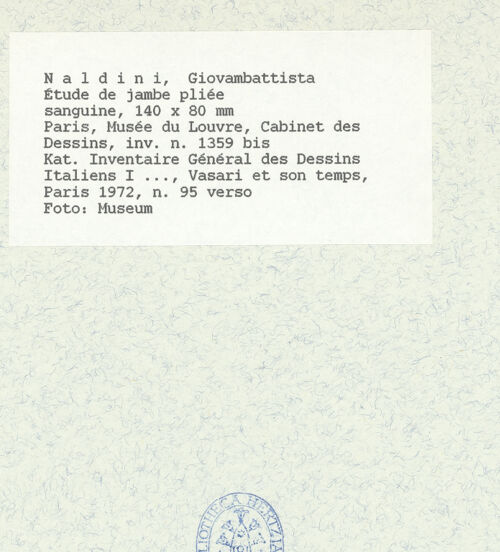 N a l d i n i,  Giovambattista
Étude de jambe pliée
sanguine, 140 x 80 mm
Paris, Musée du Louvre, Cabinet des
Dessins, inv. n. 1359 bis
Kat. Inventaire Général des Dessins
Italiens I ..., Vasari et son temps,
Paris 1972, n. 95 verso
Foto: Museum